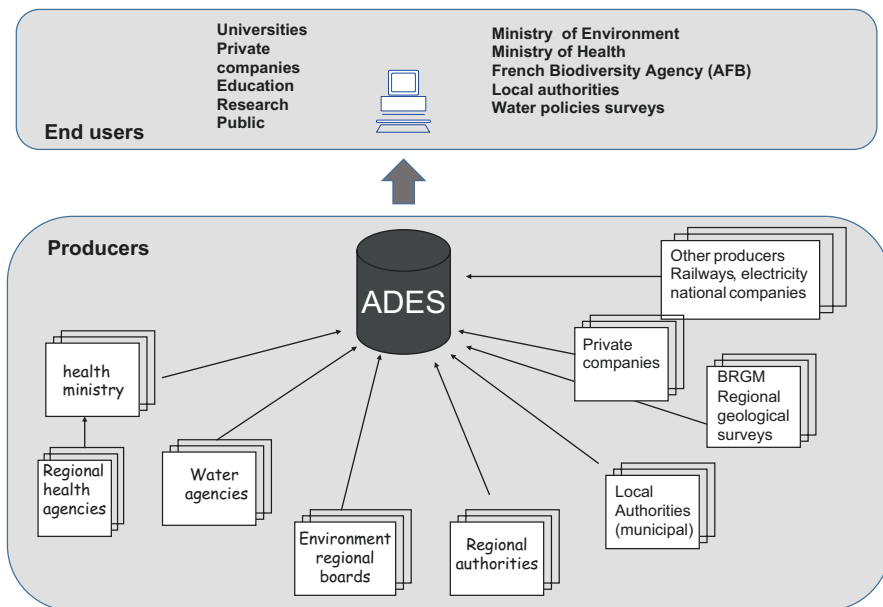 Universities
Private
companies
Education
Research
Public
Ministry of Environment
Ministry of Health
French Biodiversity Agency (AFB)
Local authorities
Water policies surveys
End users
Producers
ADES
Other producers
Railways, electricity
national companies
Private
companies
BRGM
Regional
geological
surveys
health
ministry
Regional
health
agencies
Water
agencies
Environment
regional
boards
Regional
authorities
Local
Authorities
(municipal)